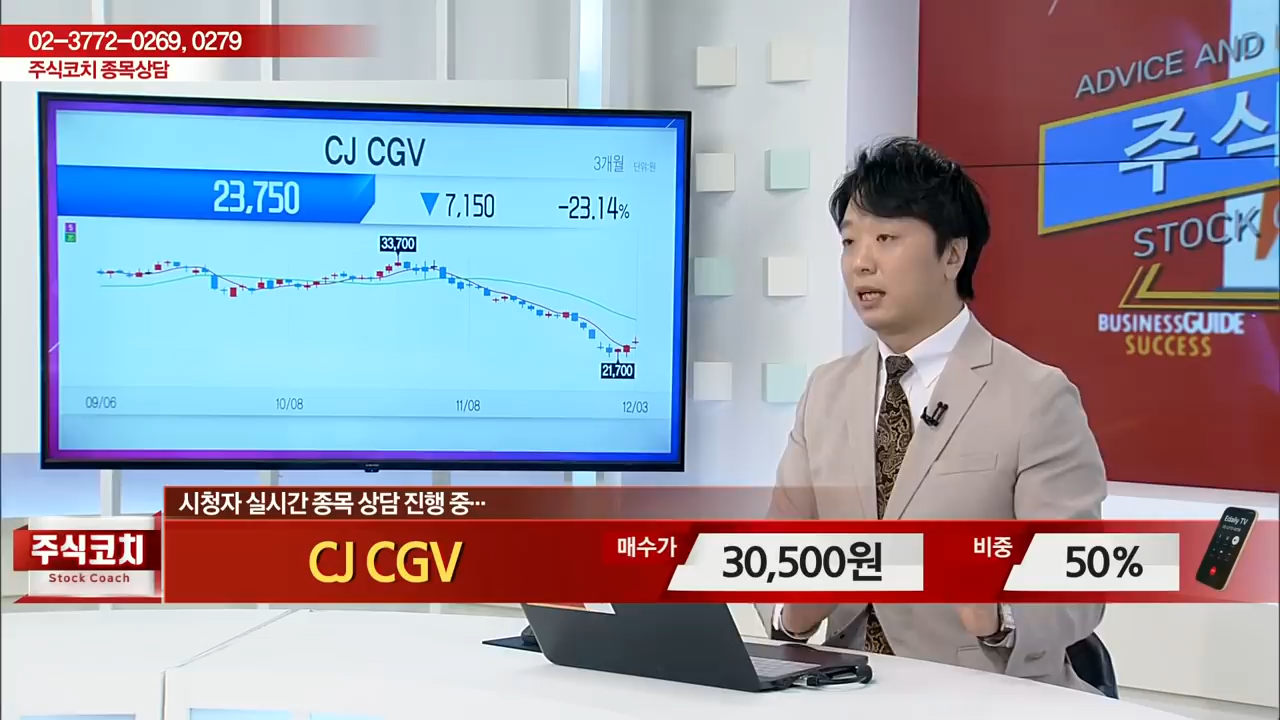 02-3772-0269, 0279
주식코치 종목상담
CJ CGV
3개월 단위:원
23,750 ▼7,150 -23.14%
5
20
33,700
21,700
09/06 10/08 11/08 12/03
ADVICE AND
주식
STOCK
BUSINESSGUIDE
SUCCESS
시청자 실시간 종목 상담 진행 중…
주식코치
Stock Coach
CJ CGV
매수가 30,500원
비중 50%
Edaily TV